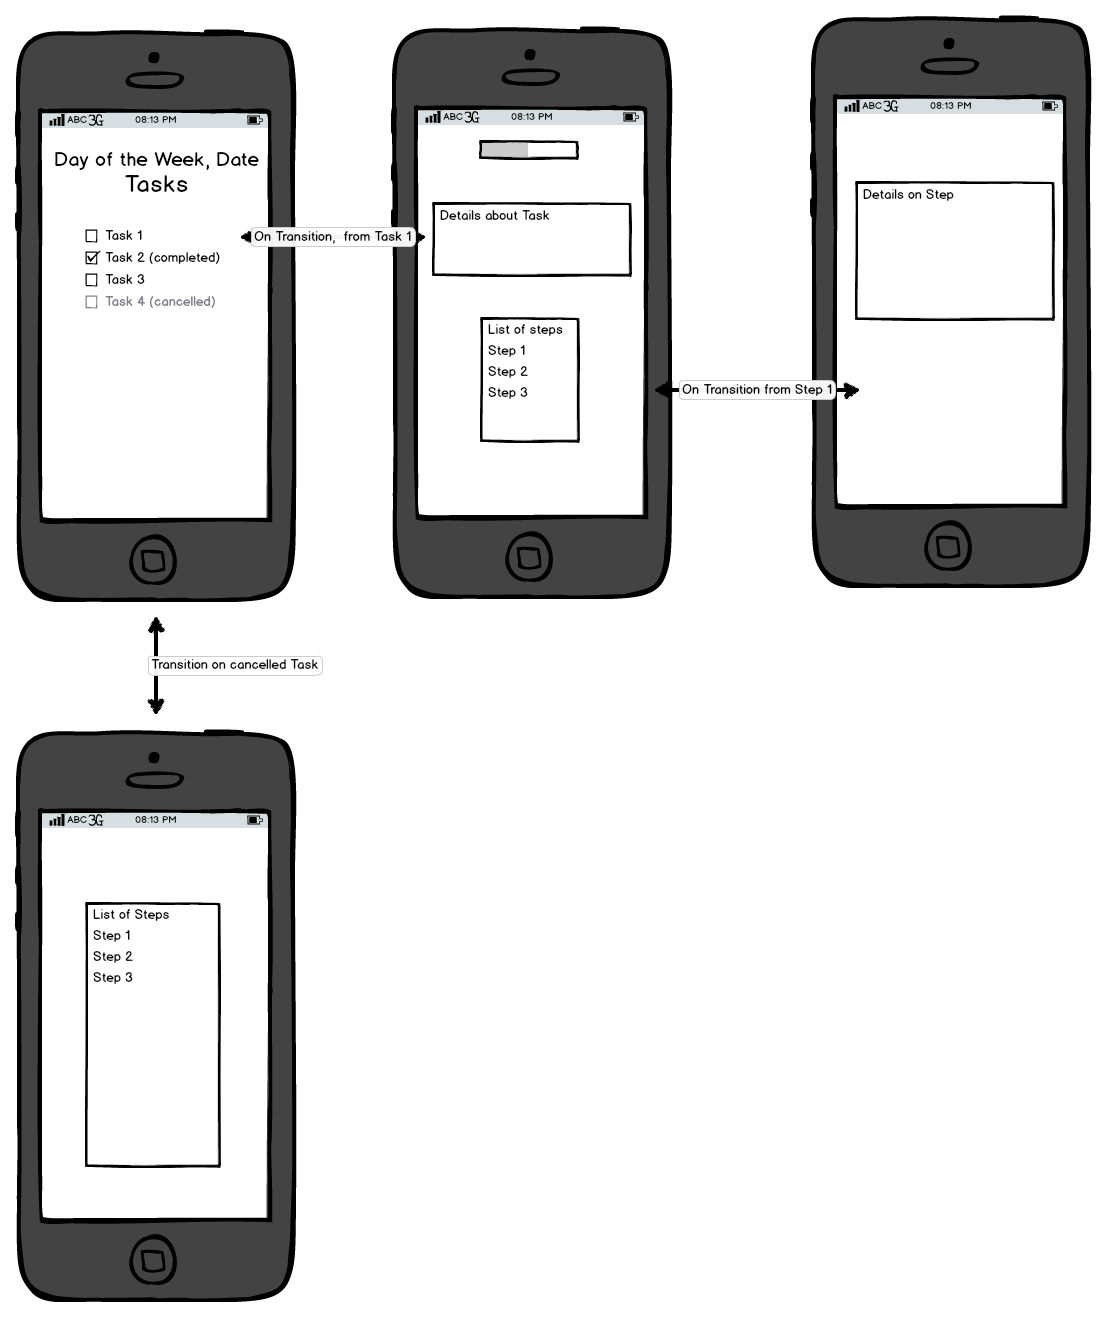 ABC 3G 08:13 PM
Day of the Week, Date
Tasks
Task 1
Task 2 (completed)
Task 3
Task 4 (cancelled)
On Transition, from Task 1
ABC 3G 08:13 PM
Details about Task
List of steps
Step 1
Step 2
Step 3
On Transition from Step 1
ABC 3G 08:13 PM
Details on Step
Transition on cancelled Task
ABC 3G 08:13 PM
List of Steps
Step 1
Step 2
Step 3